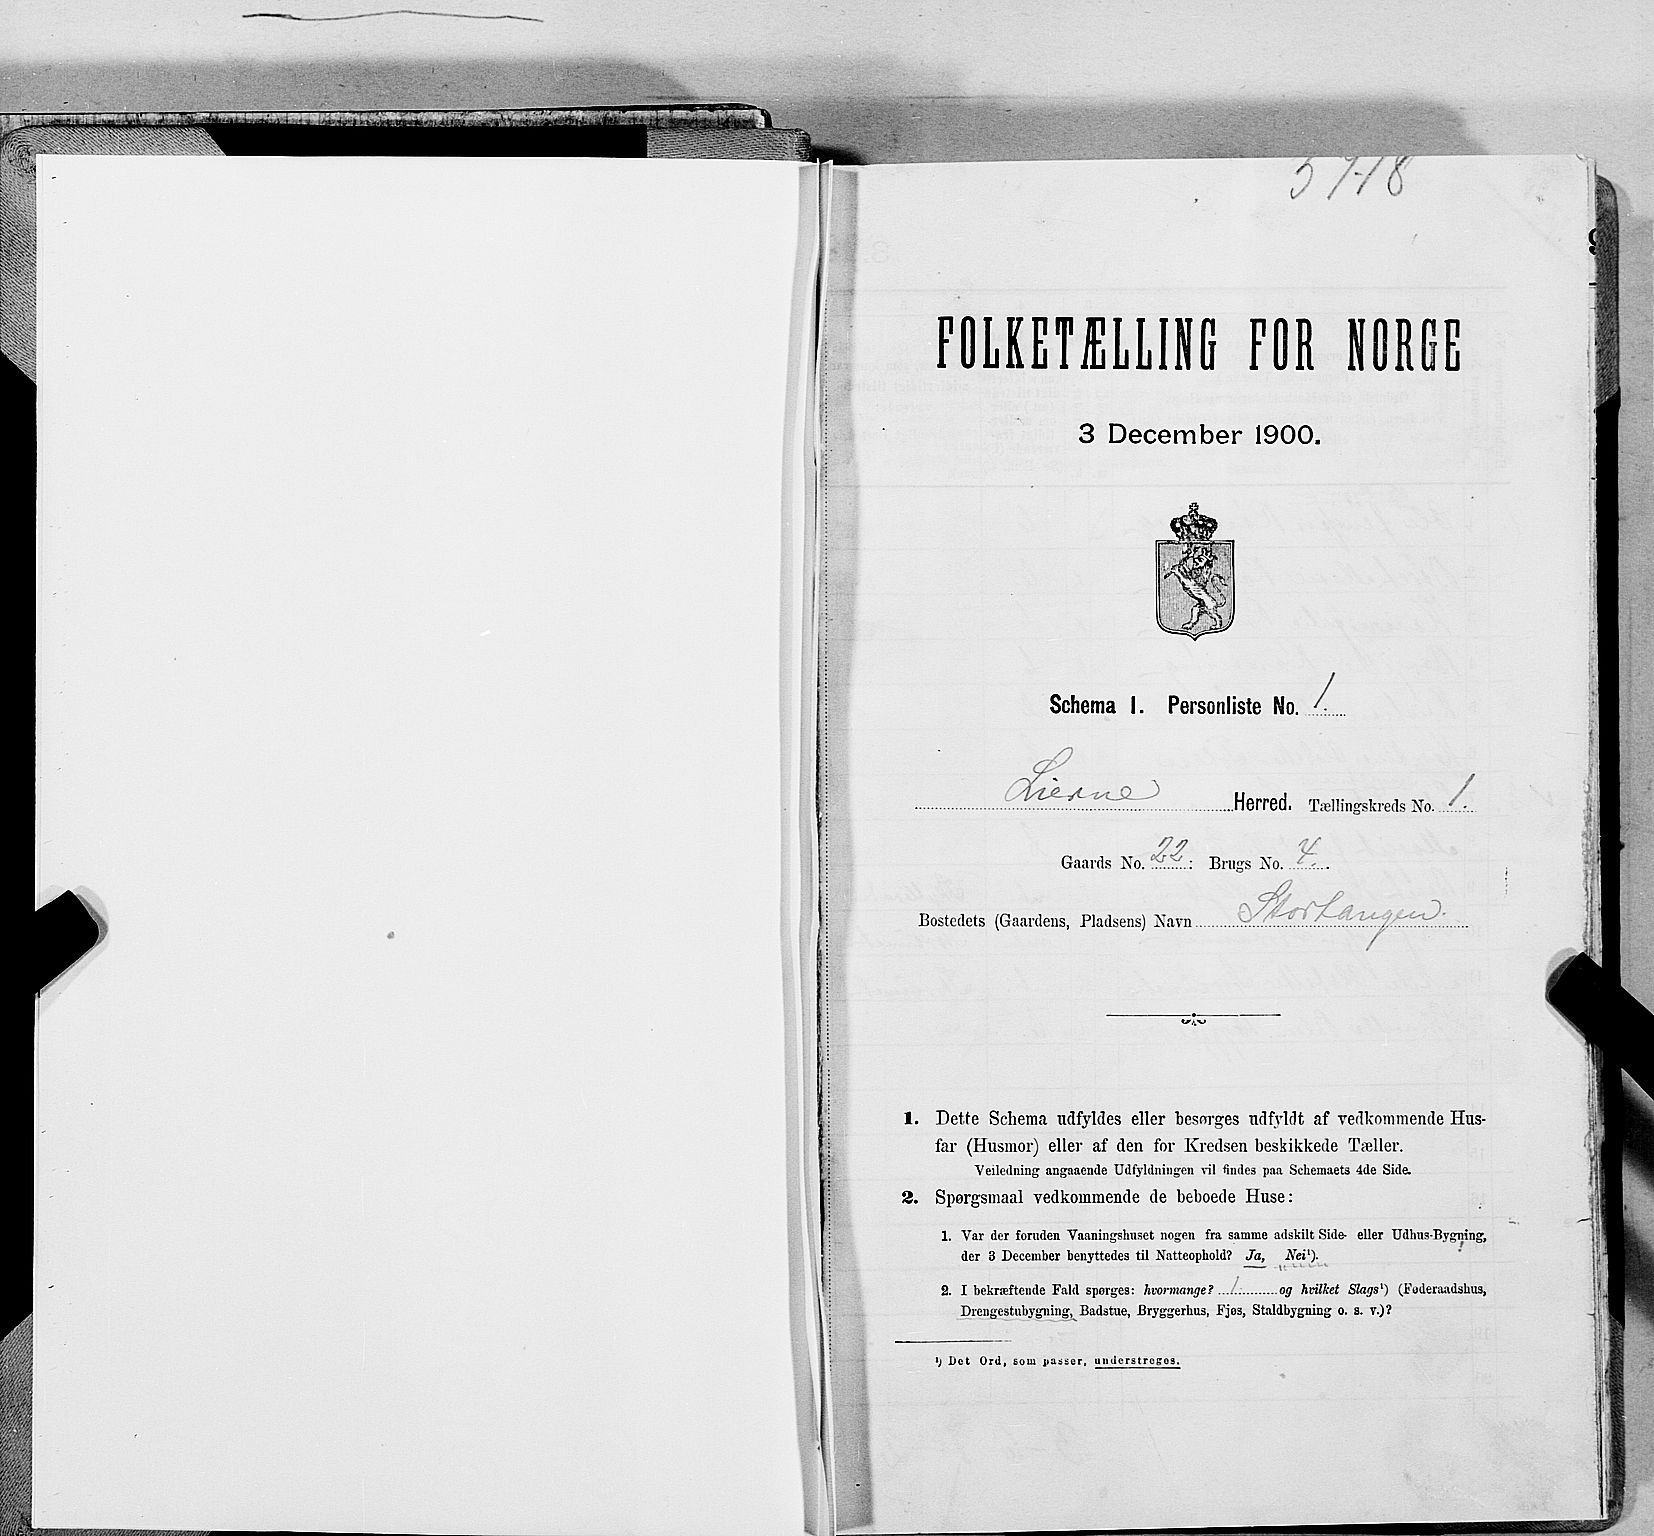 FOLKETÆLLING FOR NORGE
3 December 1900.
Schema 1. Personliste No. 1.
Lierne Herred. Tællingskreds No. 1.
Gaards No. 22: Brugs No. 4.
Bostedets (Gaardens, Pladsens) Navn Stortangen.
1. Dette Schema udfyldes eller besørges udfyldt af vedkommende Hus-
far (Husmor) eller af den for Kredsen beskikkede Tæller.
Veiledning angaaende Udfyldningen vil findes paa Schemaets 4de Side.
2. Spørgsmaal vedkommende de beboede Huse:
1. Var der foruden Vaaningshuset nogen fra samme adskilt Side- eller Udhus-Bygning,
der 3 December benyttedes til Natteophold? Ja, Nei¹).
2. I bekræftende Fald spørges: hvormange? 1 og hvilket Slags¹) (Føderaadshus,
Drengestubygning, Badstue, Bryggerhus, Fjøs, Staldbygning o. s. v.)?
¹) Det Ord, som passer, understreges.